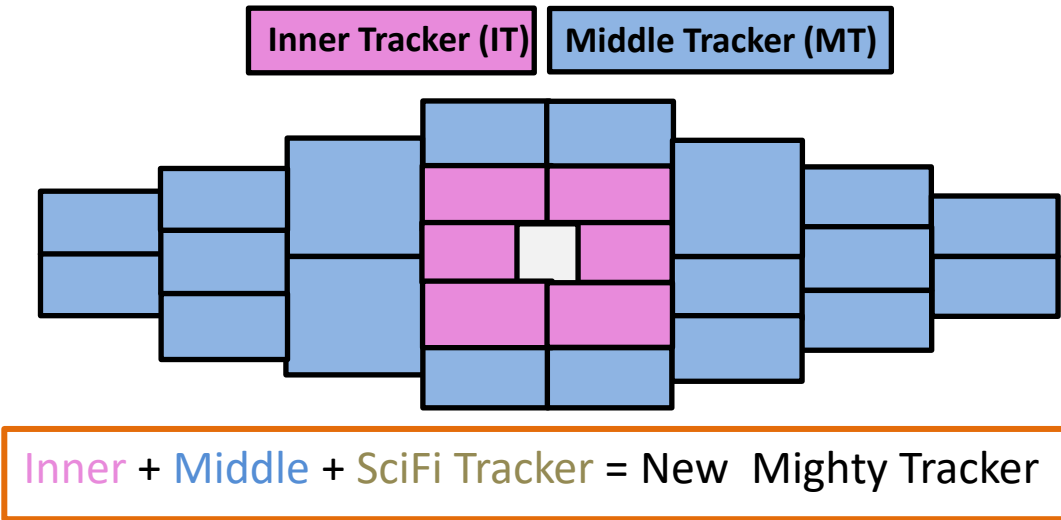 Inner Tracker (IT) Middle Tracker (MT)
Inner + Middle + SciFi Tracker = New Mighty Tracker